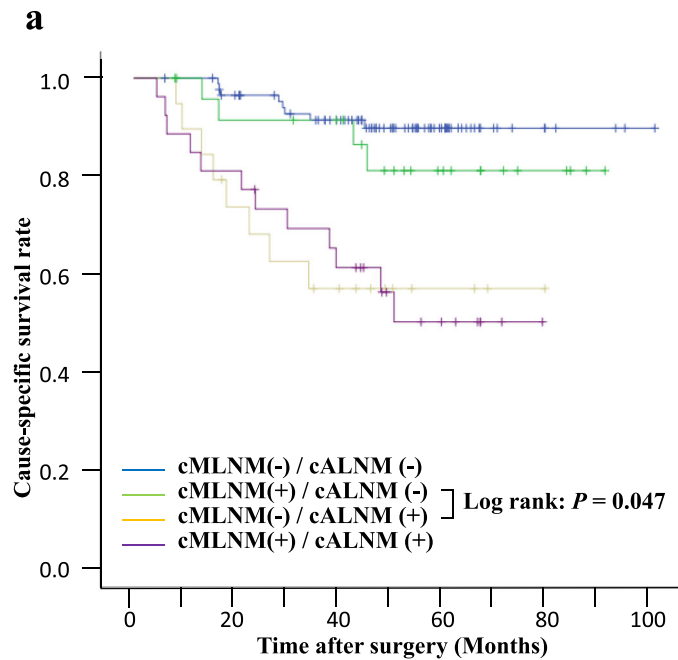 a
Cause-specific survival rate
1.0
0.8
0.6
0.4
0.2
0.0
cMLNM(-) / cALNM (-)
cMLNM(+) / cALNM (-)
cMLNM(-) / cALNM (+)
cMLNM(+) / cALNM (+)
Log rank: P = 0.047
0 20 40 60 80 100
Time after surgery (Months)